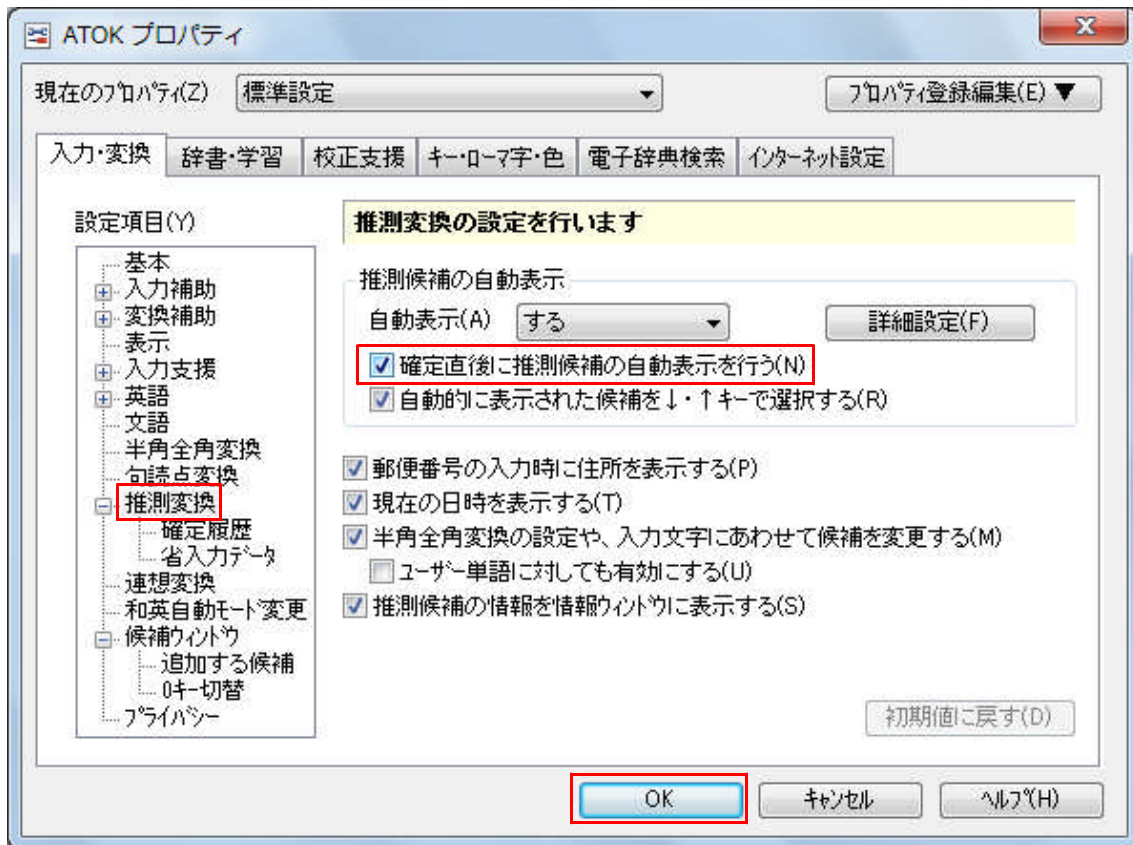 ATOK プロパティ
現在のﾌﾟﾛﾊﾟﾃｨ(Z) 標準設定 ﾌﾟﾛﾊﾟﾃｨ登録編集(E) ▼
入力・変換 辞書・学習 校正支援 ｷｰ・ﾛｰﾏ字・色 電子辞典検索 ｲﾝﾀｰﾈｯﾄ設定
設定項目(Y)
基本
入力補助
変換補助
表示
入力支援
英語
文語
半角全角変換
句読点変換
推測変換
確定履歴
省入力ﾃﾞｰﾀ
連想変換
和英自動ﾓｰﾄﾞ変更
候補ｳｨﾝﾄﾞｳ
追加する候補
0ｷｰ切替
ﾌﾟﾗｲﾊﾞｼｰ
推測変換の設定を行います
推測候補の自動表示
自動表示(A) する 詳細設定(F)
確定直後に推測候補の自動表示を行う(N)
自動的に表示された候補を↓・↑ｷｰで選択する(R)
郵便番号の入力時に住所を表示する(P)
現在の日時を表示する(T)
半角全角変換の設定や、入力文字にあわせて候補を変更する(M)
ﾕｰｻﾞｰ単語に対しても有効にする(U)
推測候補の情報を情報ｳｨﾝﾄﾞｳに表示する(S)
初期値に戻す(D)
OK ｷｬﾝｾﾙ ﾍﾙﾌﾟ(H)